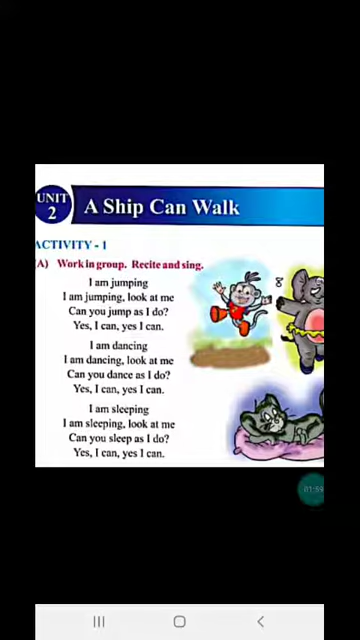 UNIT
2
A Ship Can Walk
ACTIVITY - 1
(A) Work in group. Recite and sing.
I am jumping
I am jumping, look at me
Can you jump as I do?
Yes, I can, yes I can.
I am dancing
I am dancing, look at me
Can you dance as I do?
Yes, I can, yes I can.
I am sleeping
I am sleeping, look at me
Can you sleep as I do?
Yes, I can, yes I can.
01:59